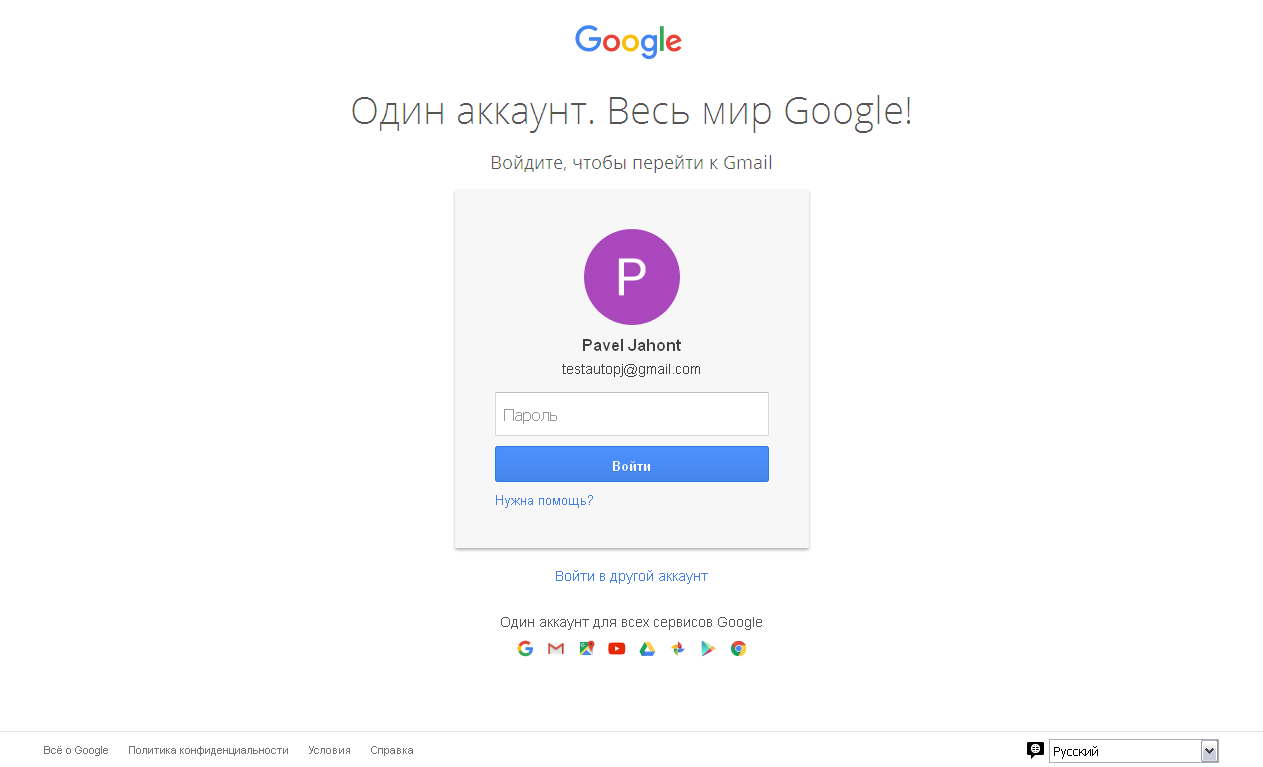 Google
Один аккаунт. Весь мир Google!
Войдите, чтобы перейти к Gmail
P
Pavel Jahont
testautopj@gmail.com
Пароль
Войти
Нужна помощь?
Войти в другой аккаунт
Один аккаунт для всех сервисов Google
Всё о Google Политика конфиденциальности Условия Справка Русский